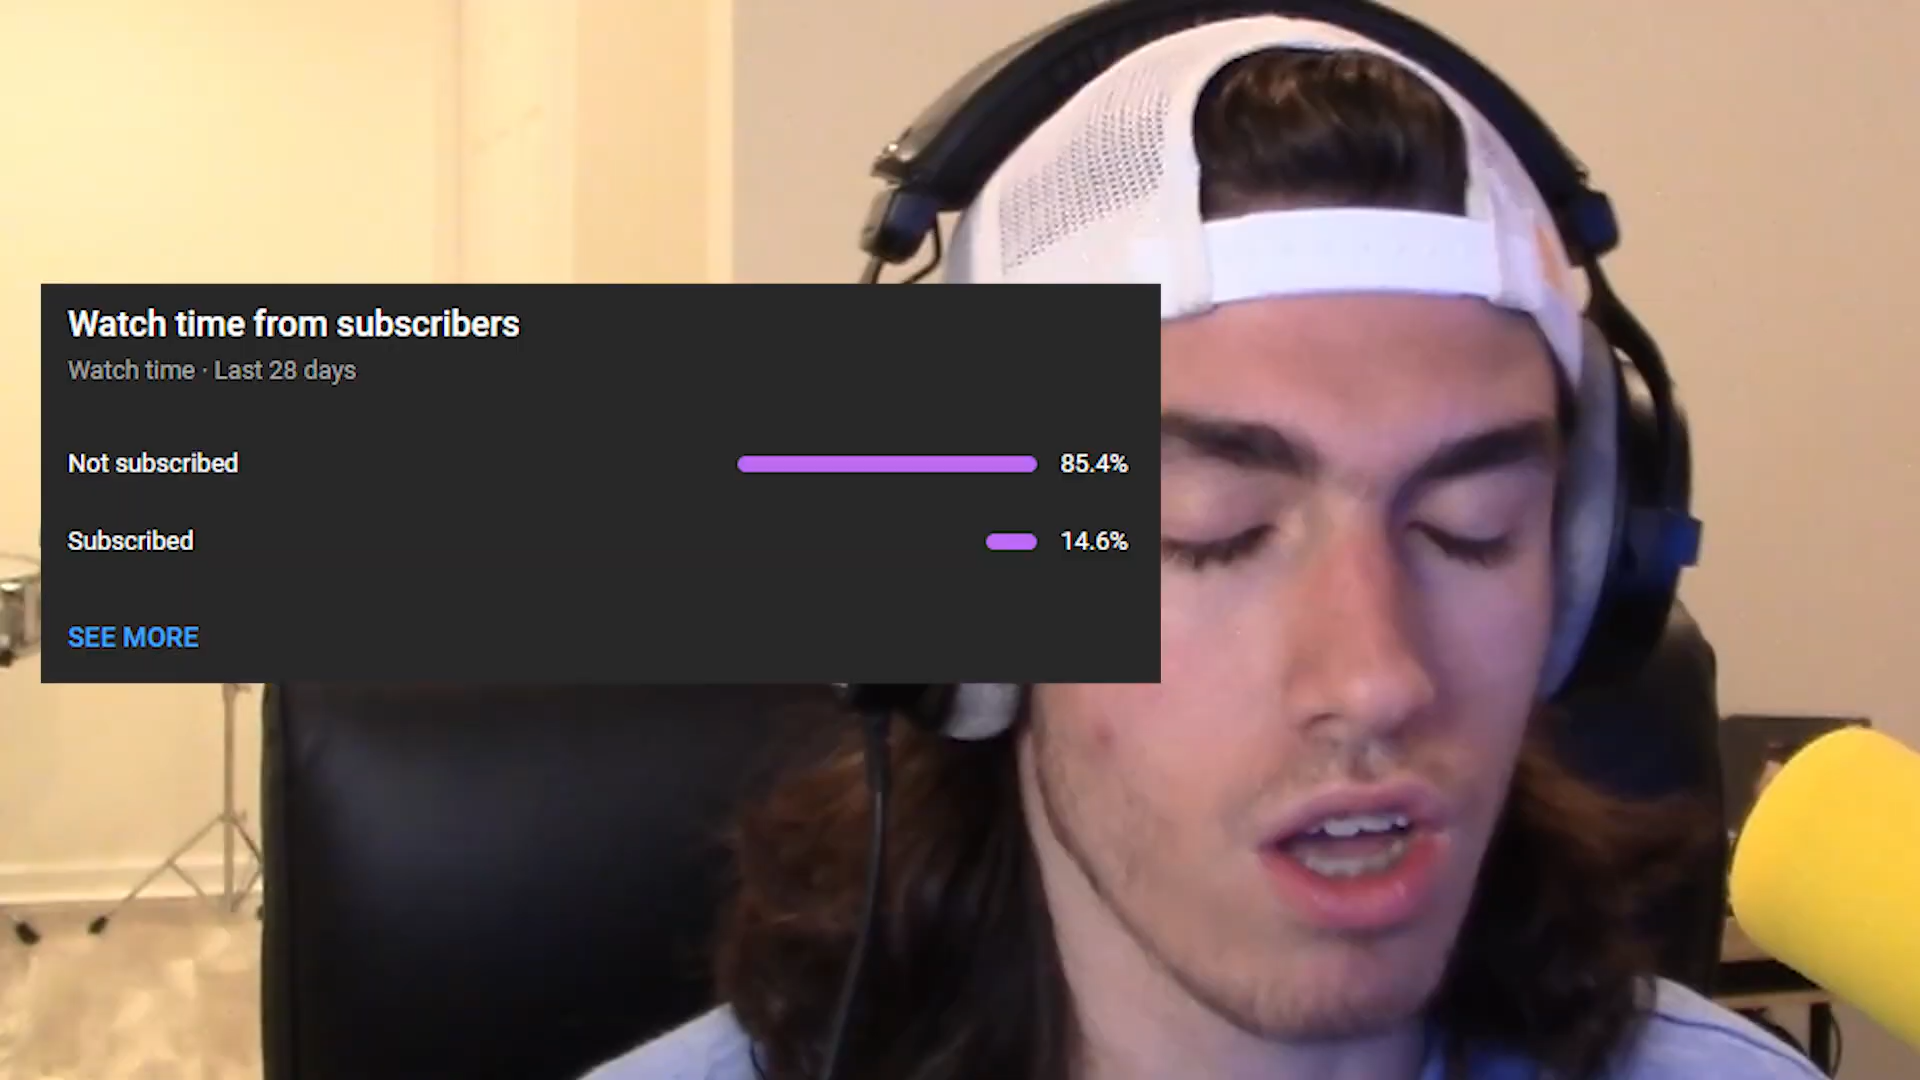 Watch time from subscribers
Watch time · Last 28 days
Not subscribed 85.4%
Subscribed 14.6%
SEE MORE